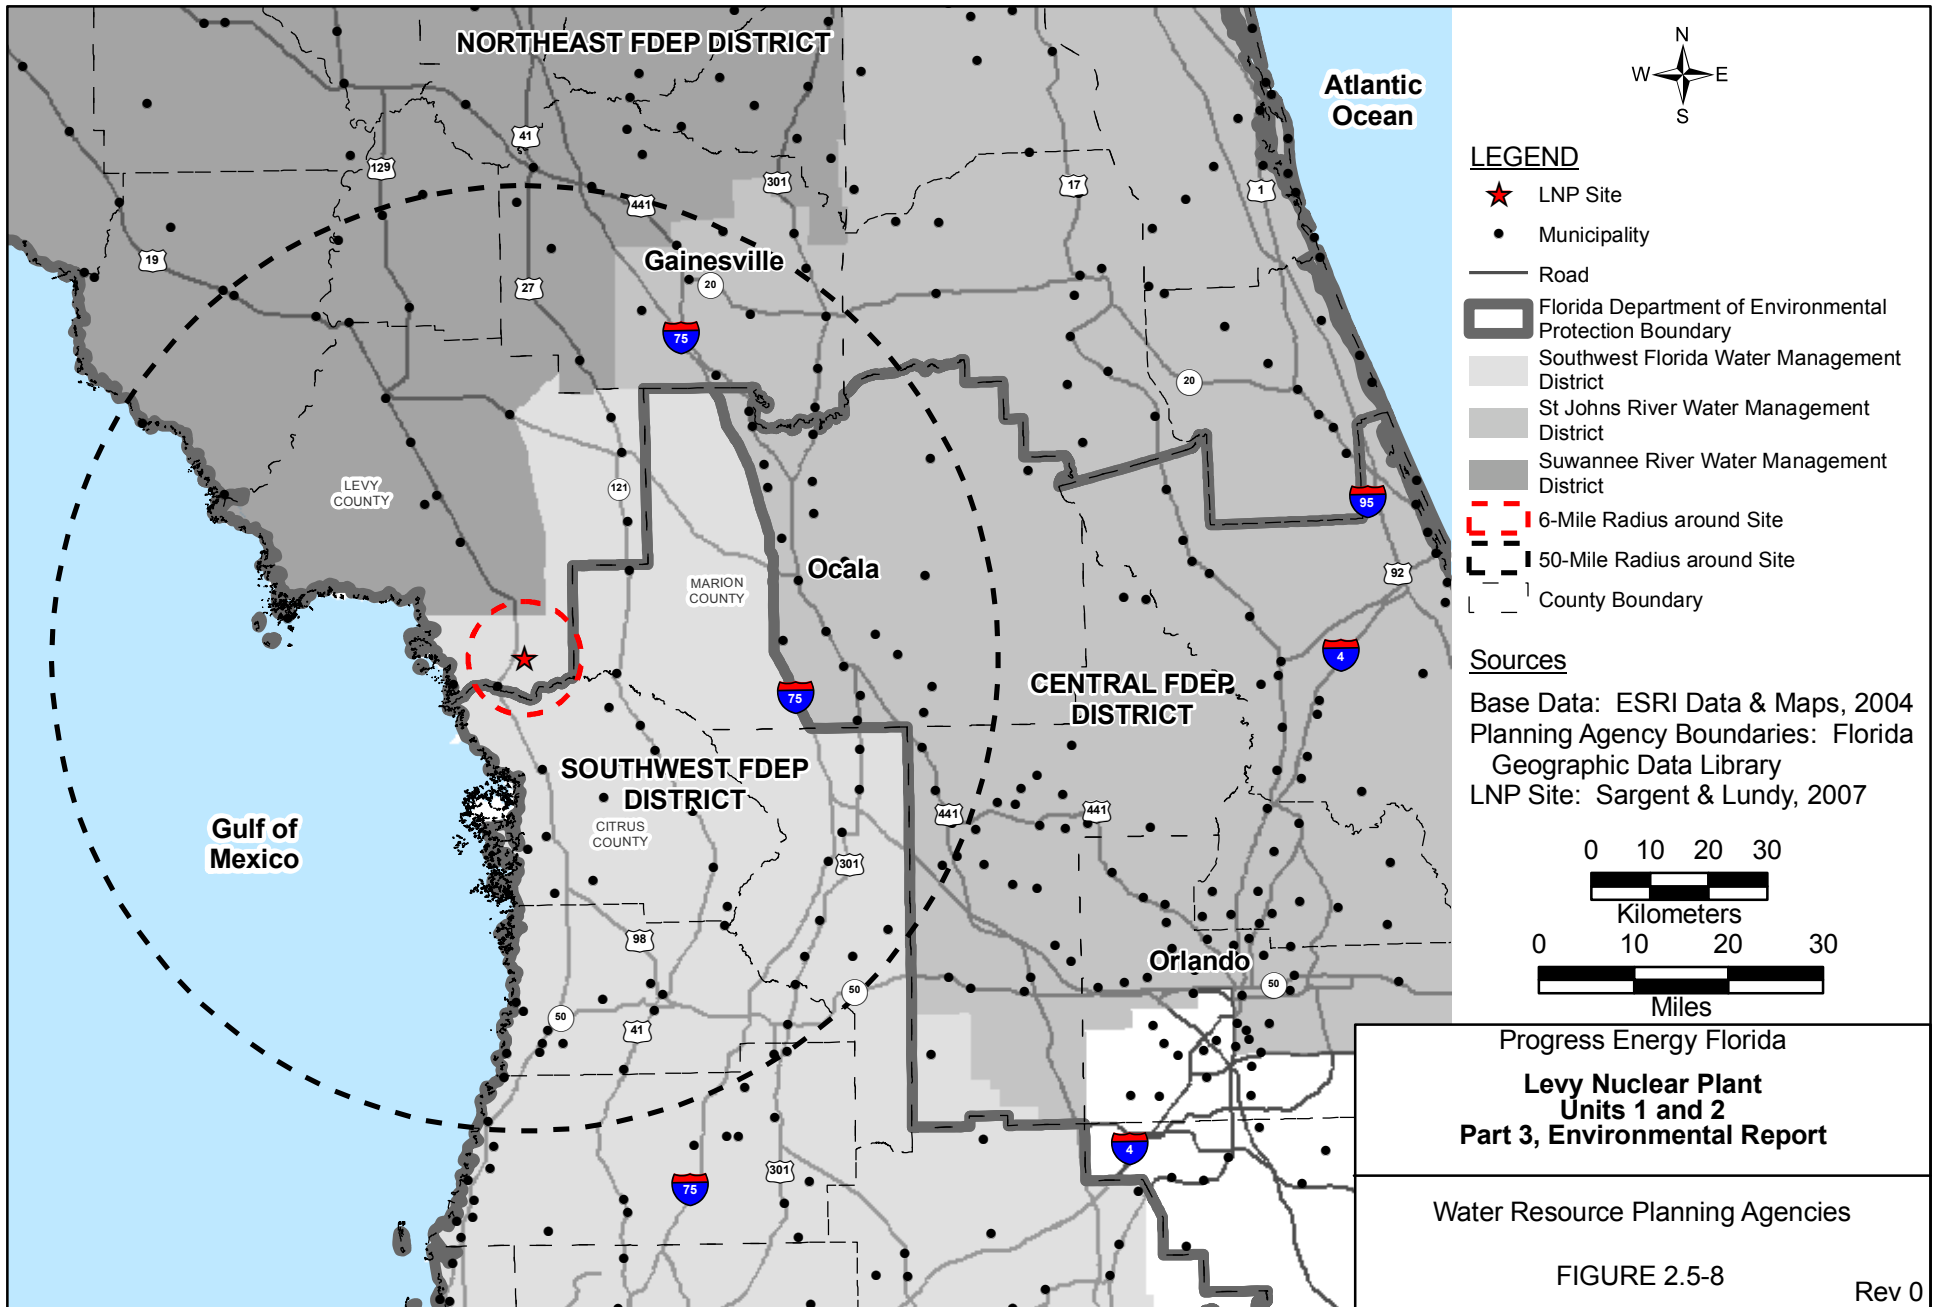 NORTHEAST FDEP DISTRICT
Atlantic
Ocean
41
129
301
17
1
441
19
Gainesville
27
20
75
20
LEVY
COUNTY
121
95
Ocala
MARION
COUNTY
92
4
CENTRAL FDEP
DISTRICT
75
SOUTHWEST FDEP
DISTRICT
Gulf of
Mexico
CITRUS
COUNTY
441
441
301
98
Orlando
50
50
50
41
4
301
75
N
W
E
S
LEGEND
LNP Site
Municipality
Road
Florida Department of Environmental
Protection Boundary
Southwest Florida Water Management
District
St Johns River Water Management
District
Suwannee River Water Management
District
6-Mile Radius around Site
50-Mile Radius around Site
County Boundary
Sources
Base Data: ESRI Data & Maps, 2004
Planning Agency Boundaries: Florida
Geographic Data Library
LNP Site: Sargent & Lundy, 2007
0 10 20 30
Kilometers
0 10 20 30
Miles
Progress Energy Florida
Levy Nuclear Plant
Units 1 and 2
Part 3, Environmental Report
Water Resource Planning Agencies
FIGURE 2.5-8
Rev 0